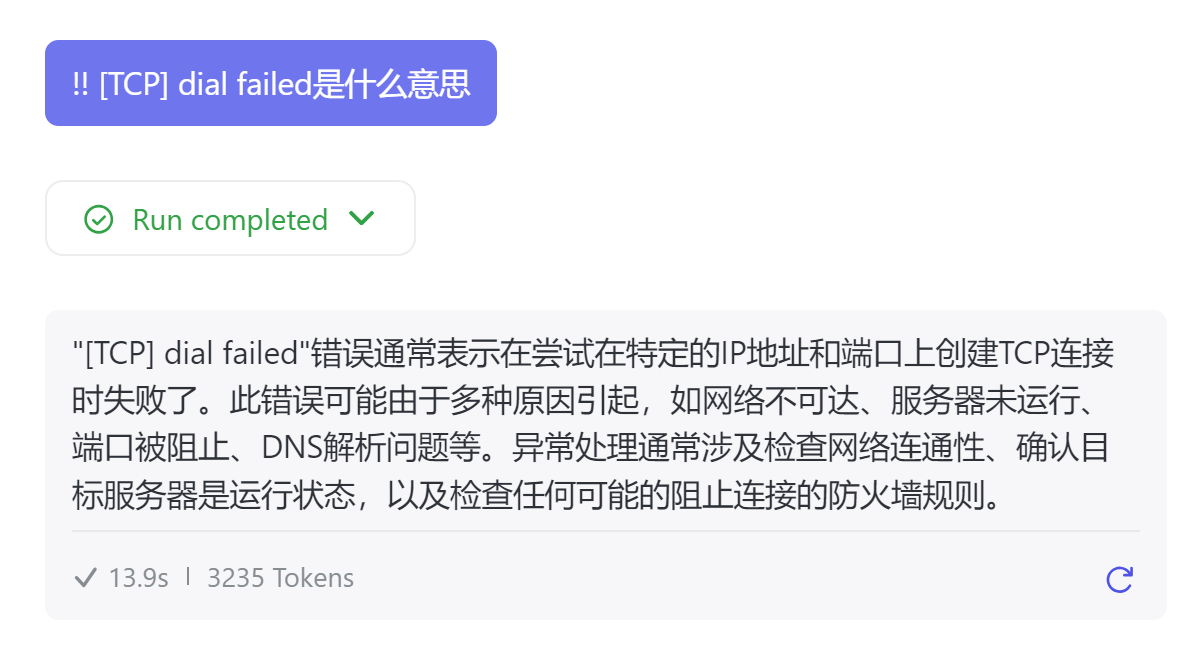 !! [TCP] dial failed是什么意思
Run completed
"[TCP] dial failed"错误通常表示在尝试在特定的IP地址和端口上创建TCP连接
时失败了。此错误可能由于多种原因引起，如网络不可达、服务器未运行、
端口被阻止、DNS解析问题等。异常处理通常涉及检查网络连通性、确认目
标服务器是运行状态，以及检查任何可能的阻止连接的防火墙规则。
13.9s | 3235 Tokens